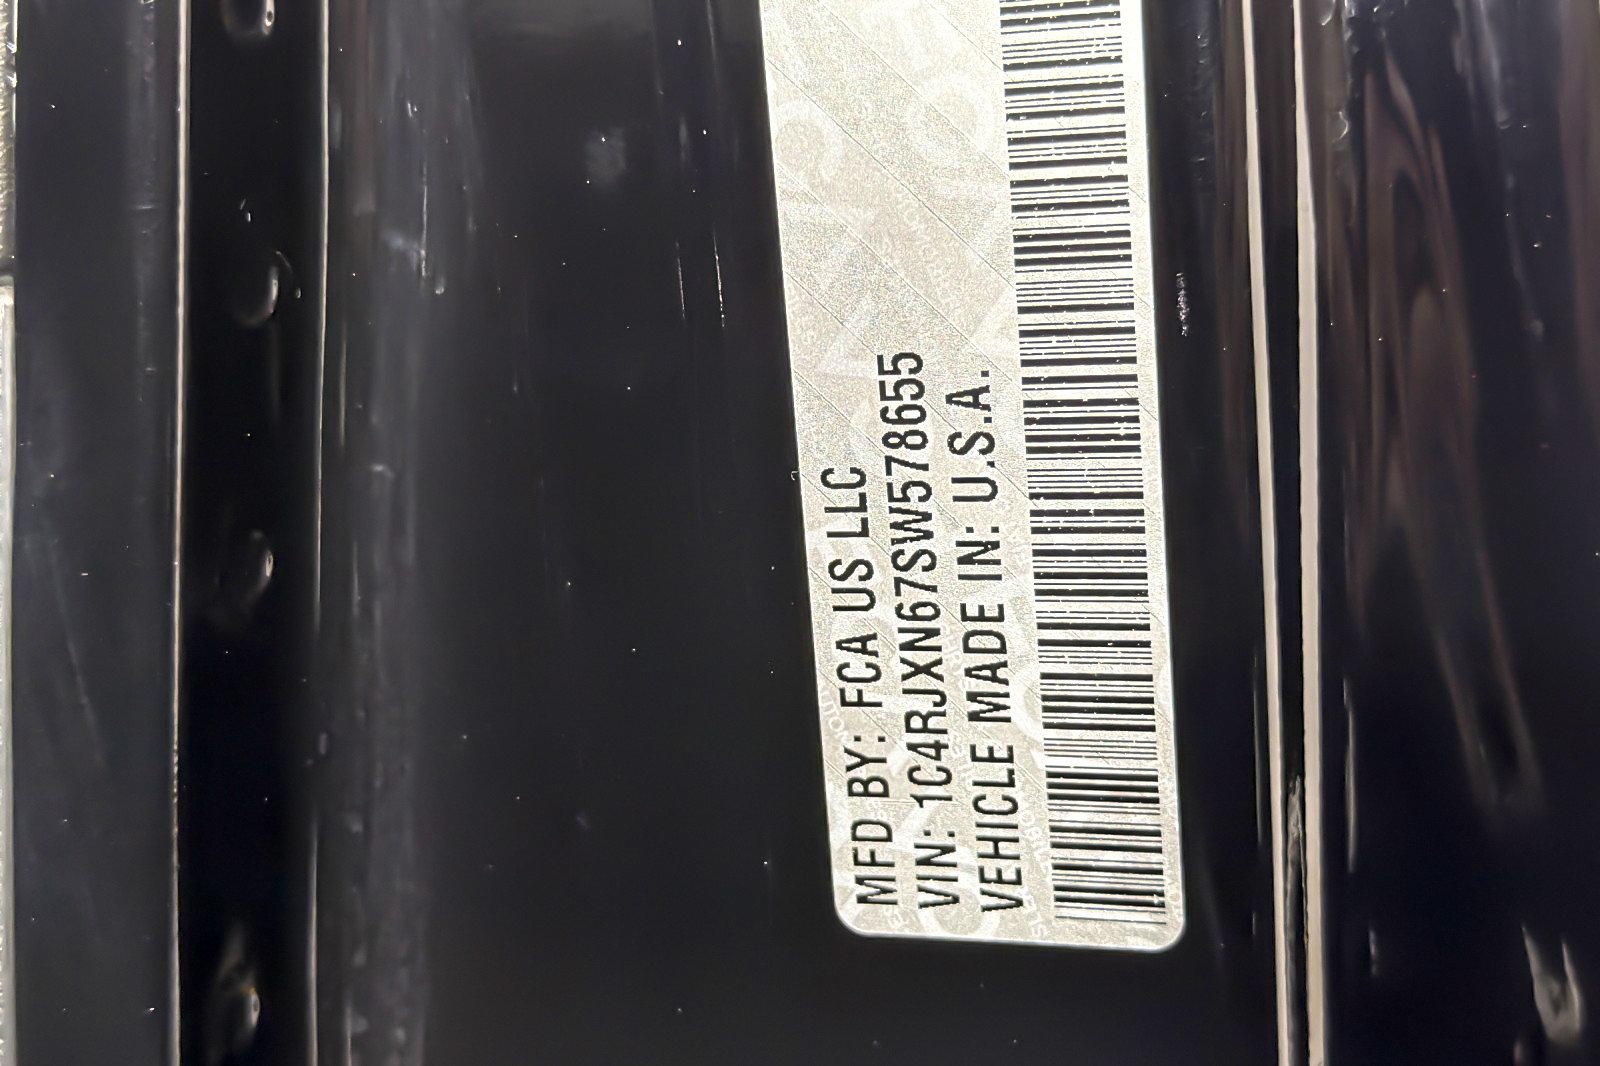 MFD BY: FCA US LLC
VIN: 1C4RJXN67SW578655
VEHICLE MADE IN: U.S.A.